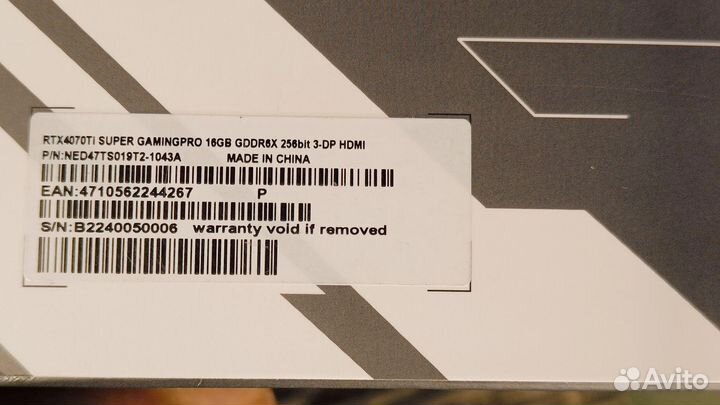 RTX4070Ti SUPER GAMINGPRO 16GB GDDR6X 256bit 3-DP HDMI
P/N:NED47TS019T2-1043A MADE IN CHINA
EAN:4710562244267 P
S/N:B2240050006 warranty void if removed
Avito